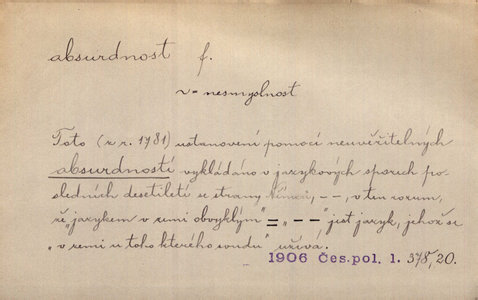 absurdnost f.
v = nesmyslnost
Toto (z r. 1781) ustanovení pomocí neuvěřitelných
absurdností vykládáno v jazykových sporech po-
sledních desetiletí se strany Němců, - -, v ten rozum,
že "jazykem v zemi obvyklým" = " - - " jest jazyk, jehož se
"v zemi u toho kterého soudu" užívá.
1906 Čes. pol. 1. 378, 20.